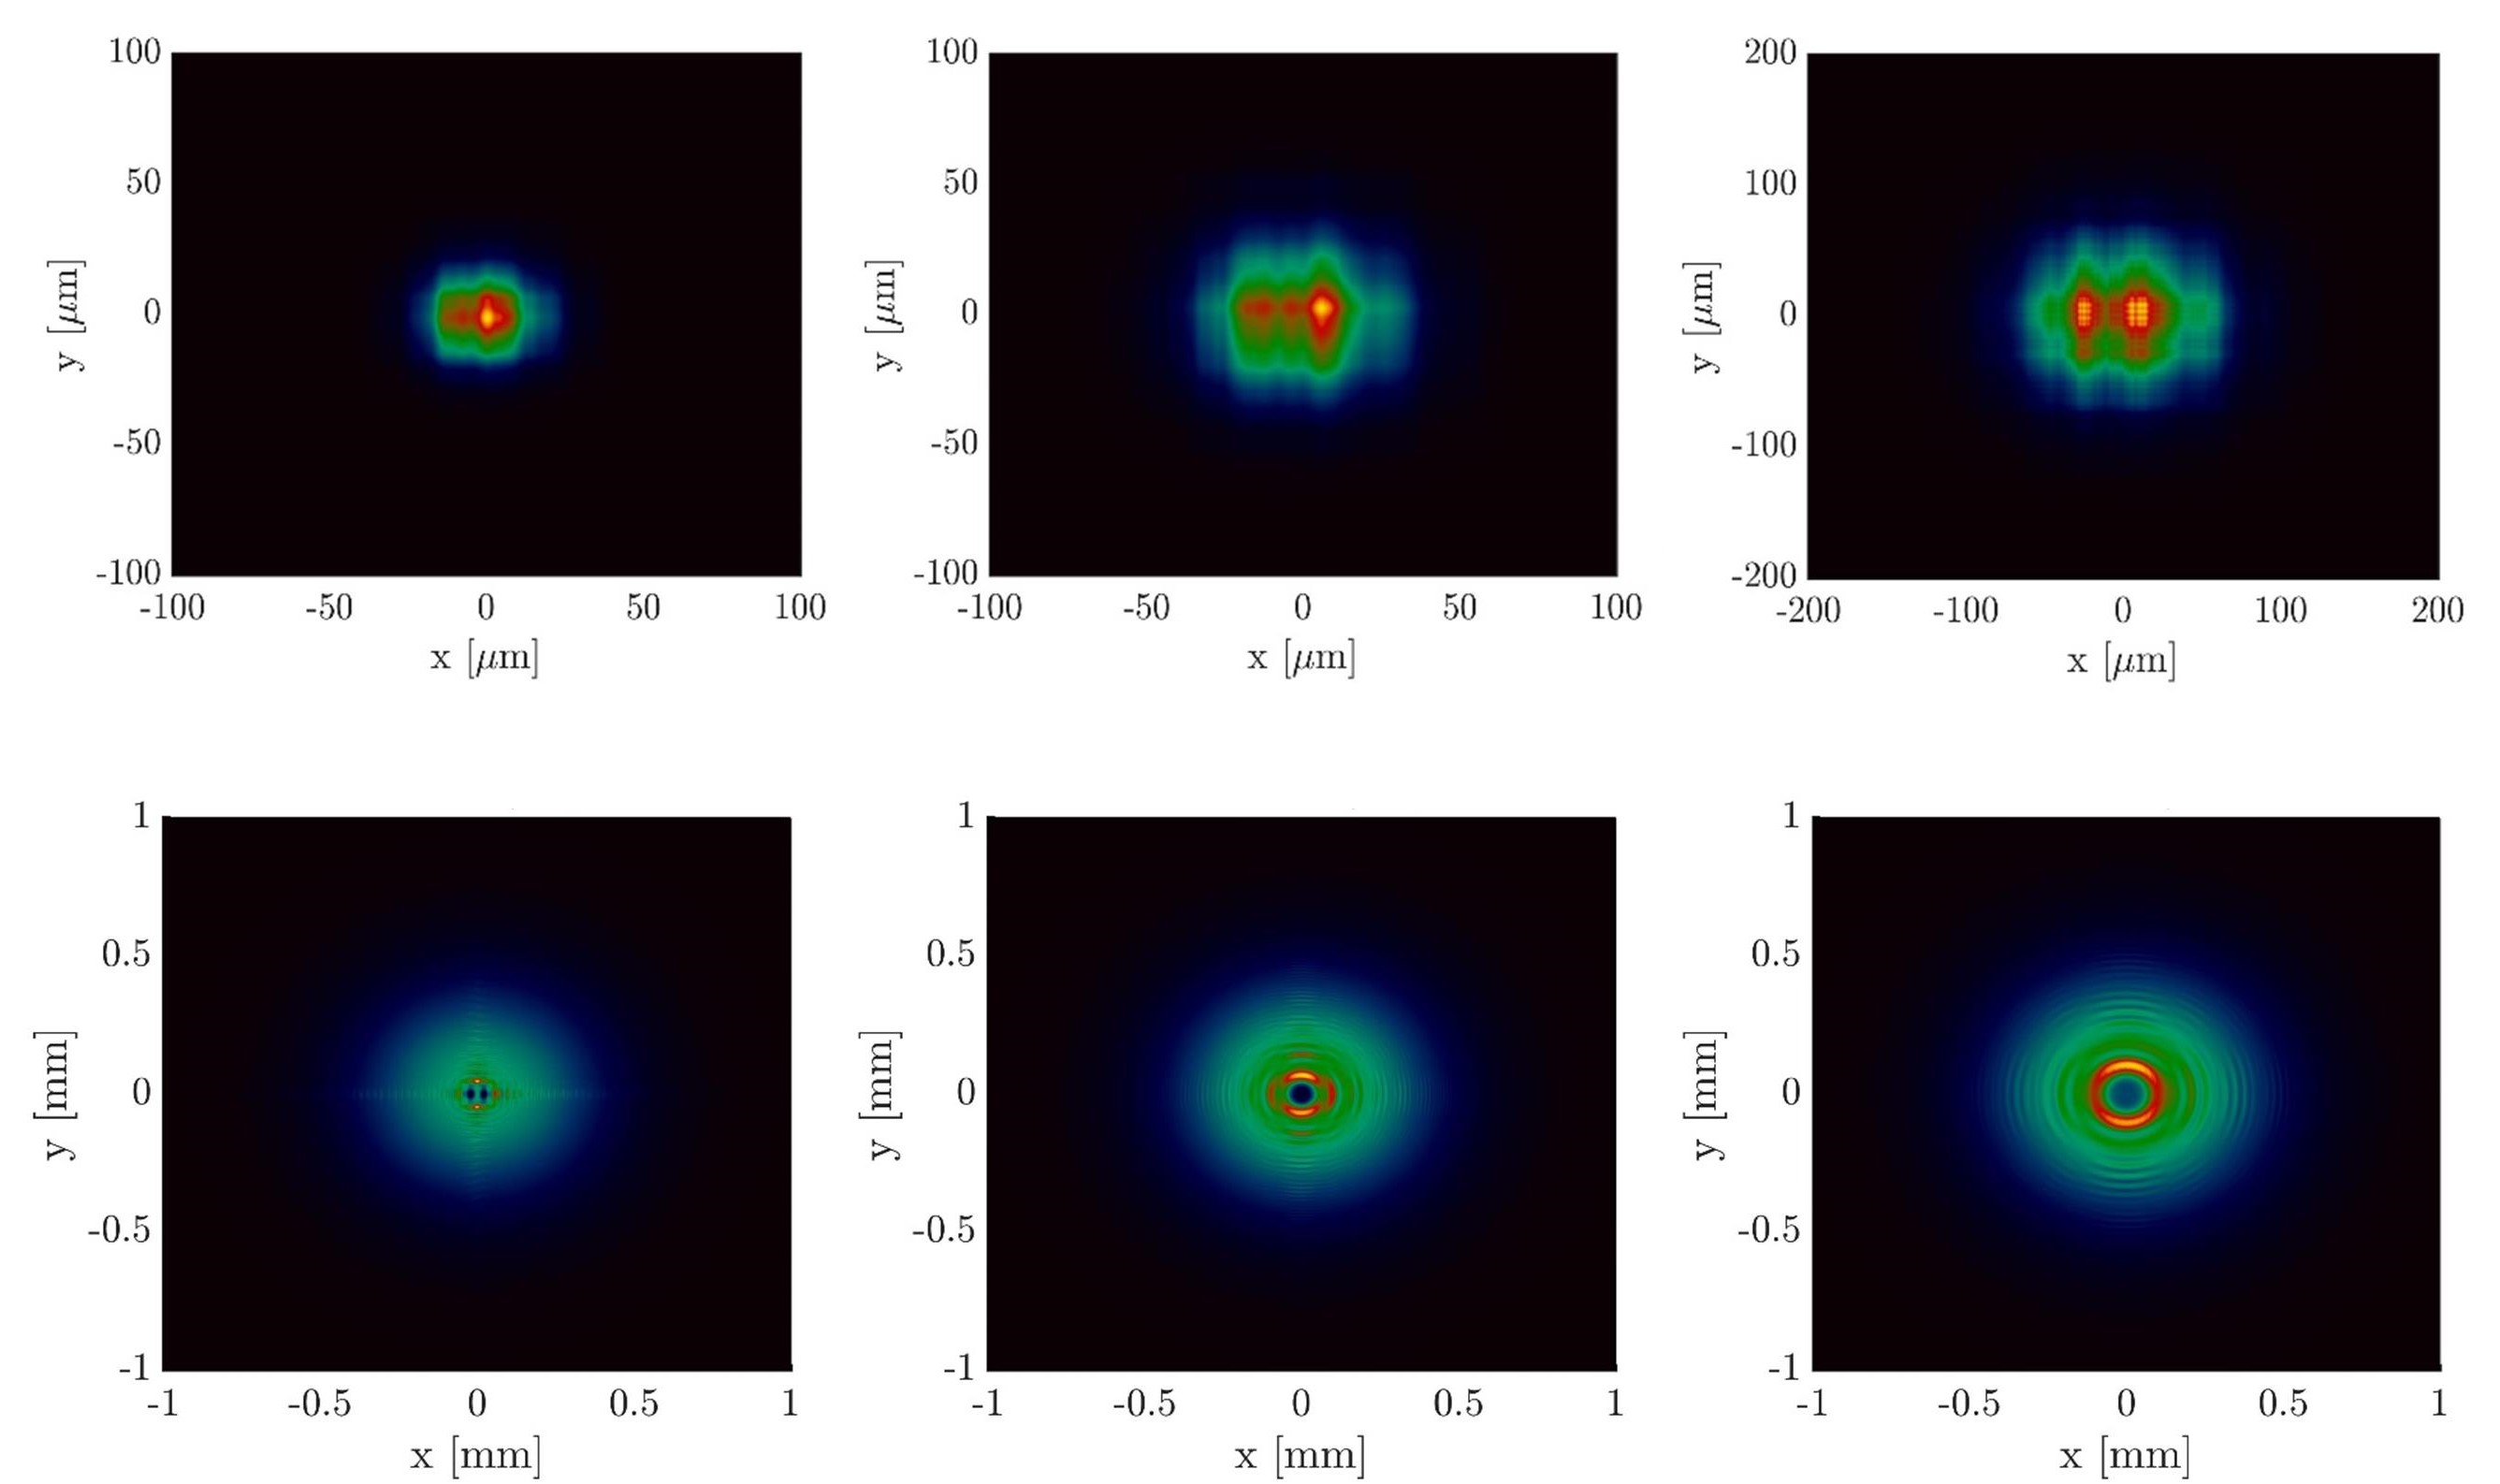 100 100 200
50 50 100
y [μm] 0 y [μm] 0 y [μm] 0
-50 -50 -100
-100 -100 -200
-100 -50 0 50 100 -100 -50 0 50 100 -200 -100 0 100 200
x [μm] x [μm] x [μm]
1 1 1
0.5 0.5 0.5
y [mm] 0 y [mm] 0 y [mm] 0
-0.5 -0.5 -0.5
-1 -1 -1
-1 -0.5 0 0.5 1 -1 -0.5 0 0.5 1 -1 -0.5 0 0.5 1
x [mm] x [mm] x [mm]